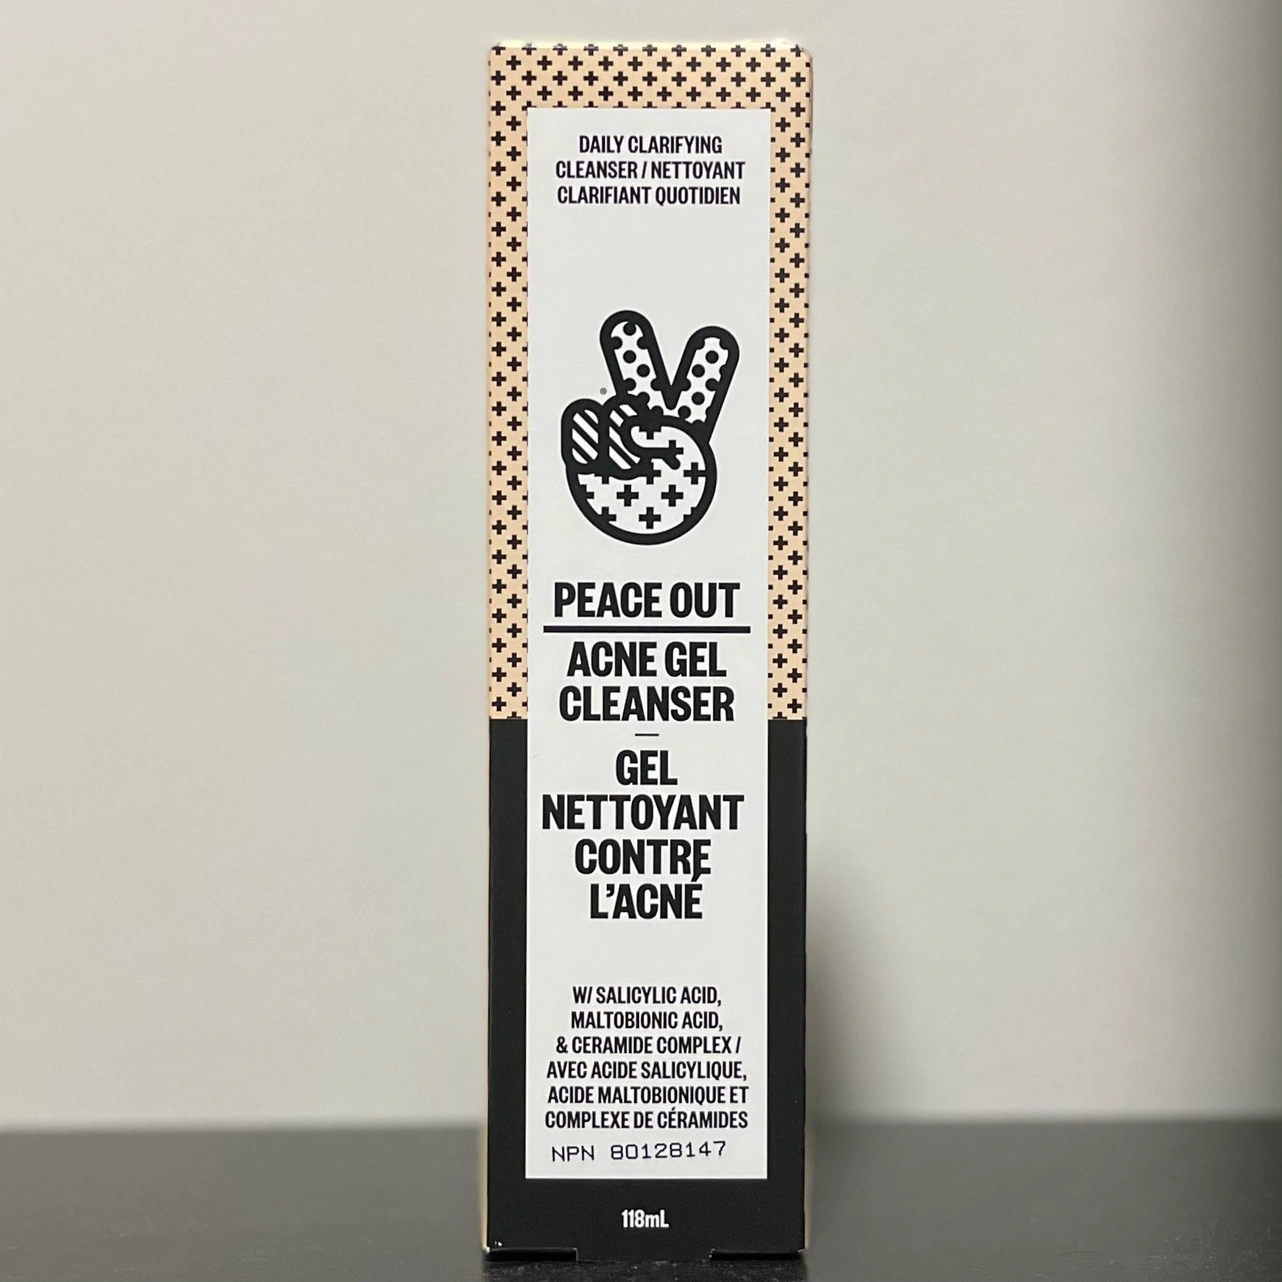 DAILY CLARIFYING
CLEANSER / NETTOYANT
CLARIFIANT QUOTIDIEN
PEACE OUT
ACNE GEL
CLEANSER
—
GEL
NETTOYANT
CONTRE
L’ACNÉ
W/ SALICYLIC ACID,
MALTOBIONIC ACID,
& CERAMIDE COMPLEX /
AVEC ACIDE SALICYLIQUE,
ACIDE MALTOBIONIQUE ET
COMPLEXE DE CÉRAMIDES
NPN 80128147
118mL